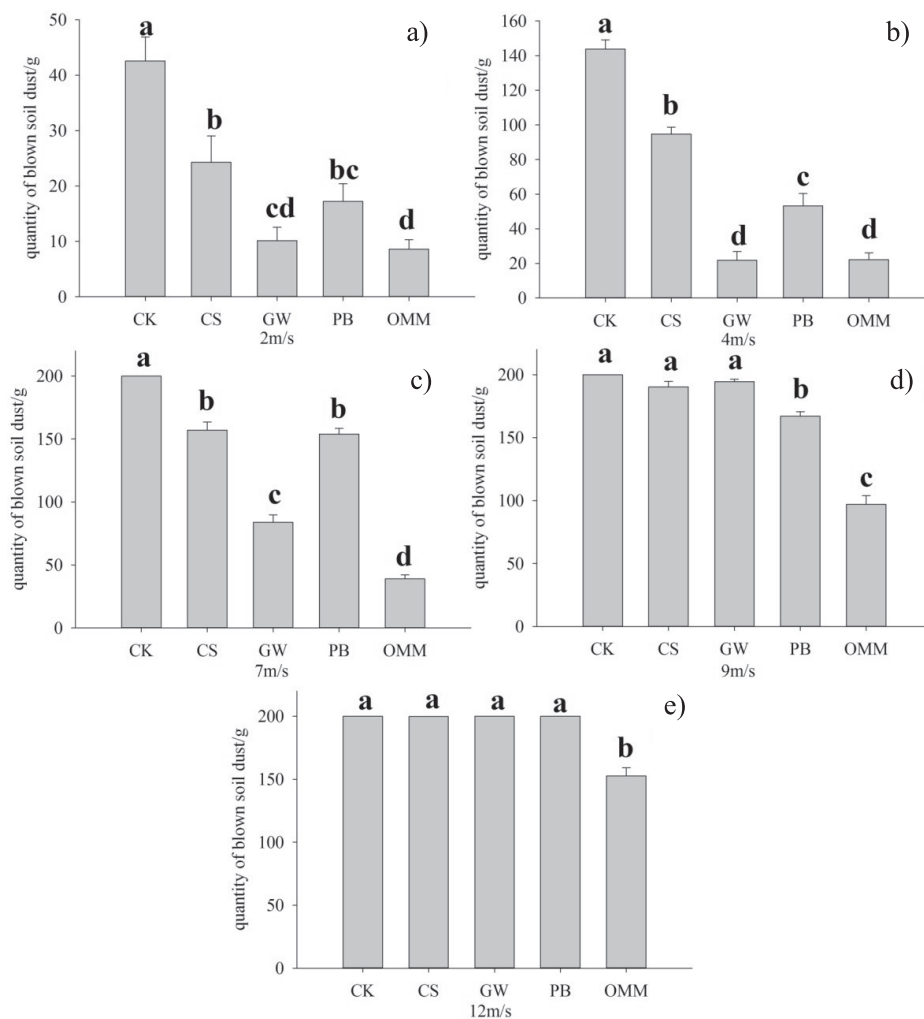 a)
quantity of blown soil dust/g
50
40
30
20
10
0
a
b
cd
bc
d
CK CS GW PB OMM
2m/s
b)
quantity of blown soil dust/g
160
140
120
100
80
60
40
20
0
a
b
d
c
d
CK CS GW PB OMM
4m/s
c)
quantity of blown soil dust/g
200
150
100
50
0
a
b
c
b
d
CK CS GW PB OMM
7m/s
d)
quantity of blown soil dust/g
200
150
100
50
0
a
a
a
b
c
CK CS GW PB OMM
9m/s
e)
quantity of blown soil dust/g
200
150
100
50
0
a
a
a
a
b
CK CS GW PB OMM
12m/s